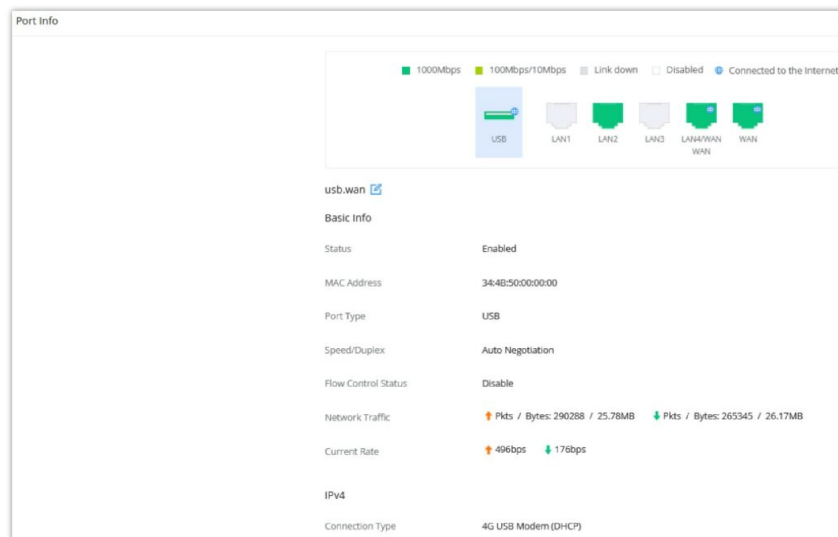 Port Info
1000Mbps 100Mbps/10Mbps Link down Disabled Connected to the Internet
USB LAN1 LAN2 LAN3 LAN4/WAN WAN
WAN
usb.wan
Basic Info
Status Enabled
MAC Address 34:4B:50:00:00:00
Port Type USB
Speed/Duplex Auto Negotiation
Flow Control Status Disable
Network Traffic Pkts / Bytes: 290288 / 25.78MB Pkts / Bytes: 265345 / 26.17MB
Current Rate 496bps 176bps
IPv4
Connection Type 4G USB Modem (DHCP)